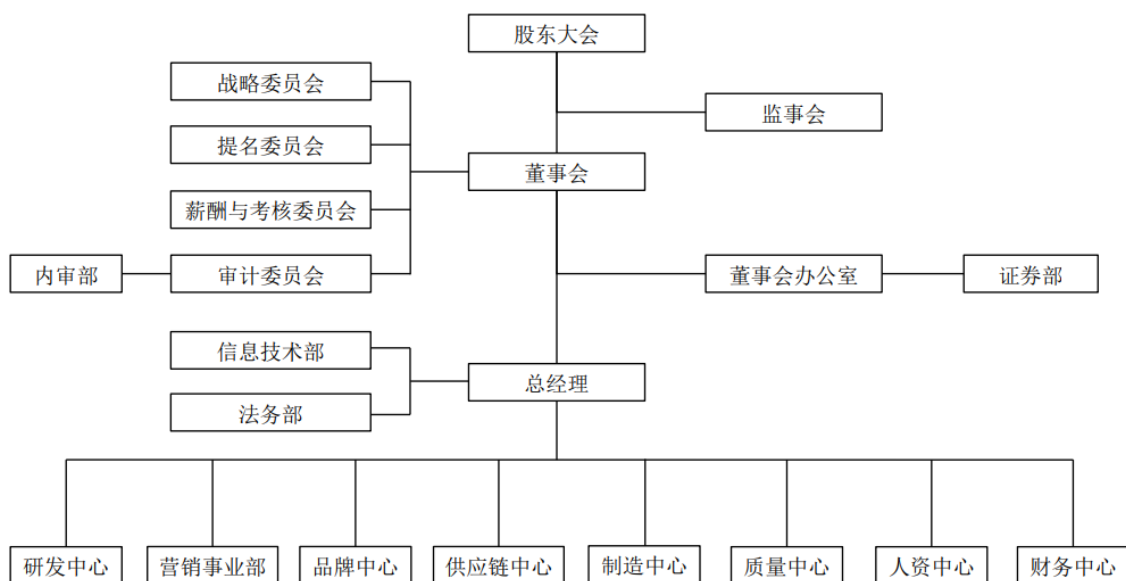 股东大会
战略委员会
监事会
提名委员会
董事会
薪酬与考核委员会
内审部
审计委员会
董事会办公室
证券部
信息技术部
总经理
法务部
研发中心
营销事业部
品牌中心
供应链中心
制造中心
质量中心
人资中心
财务中心